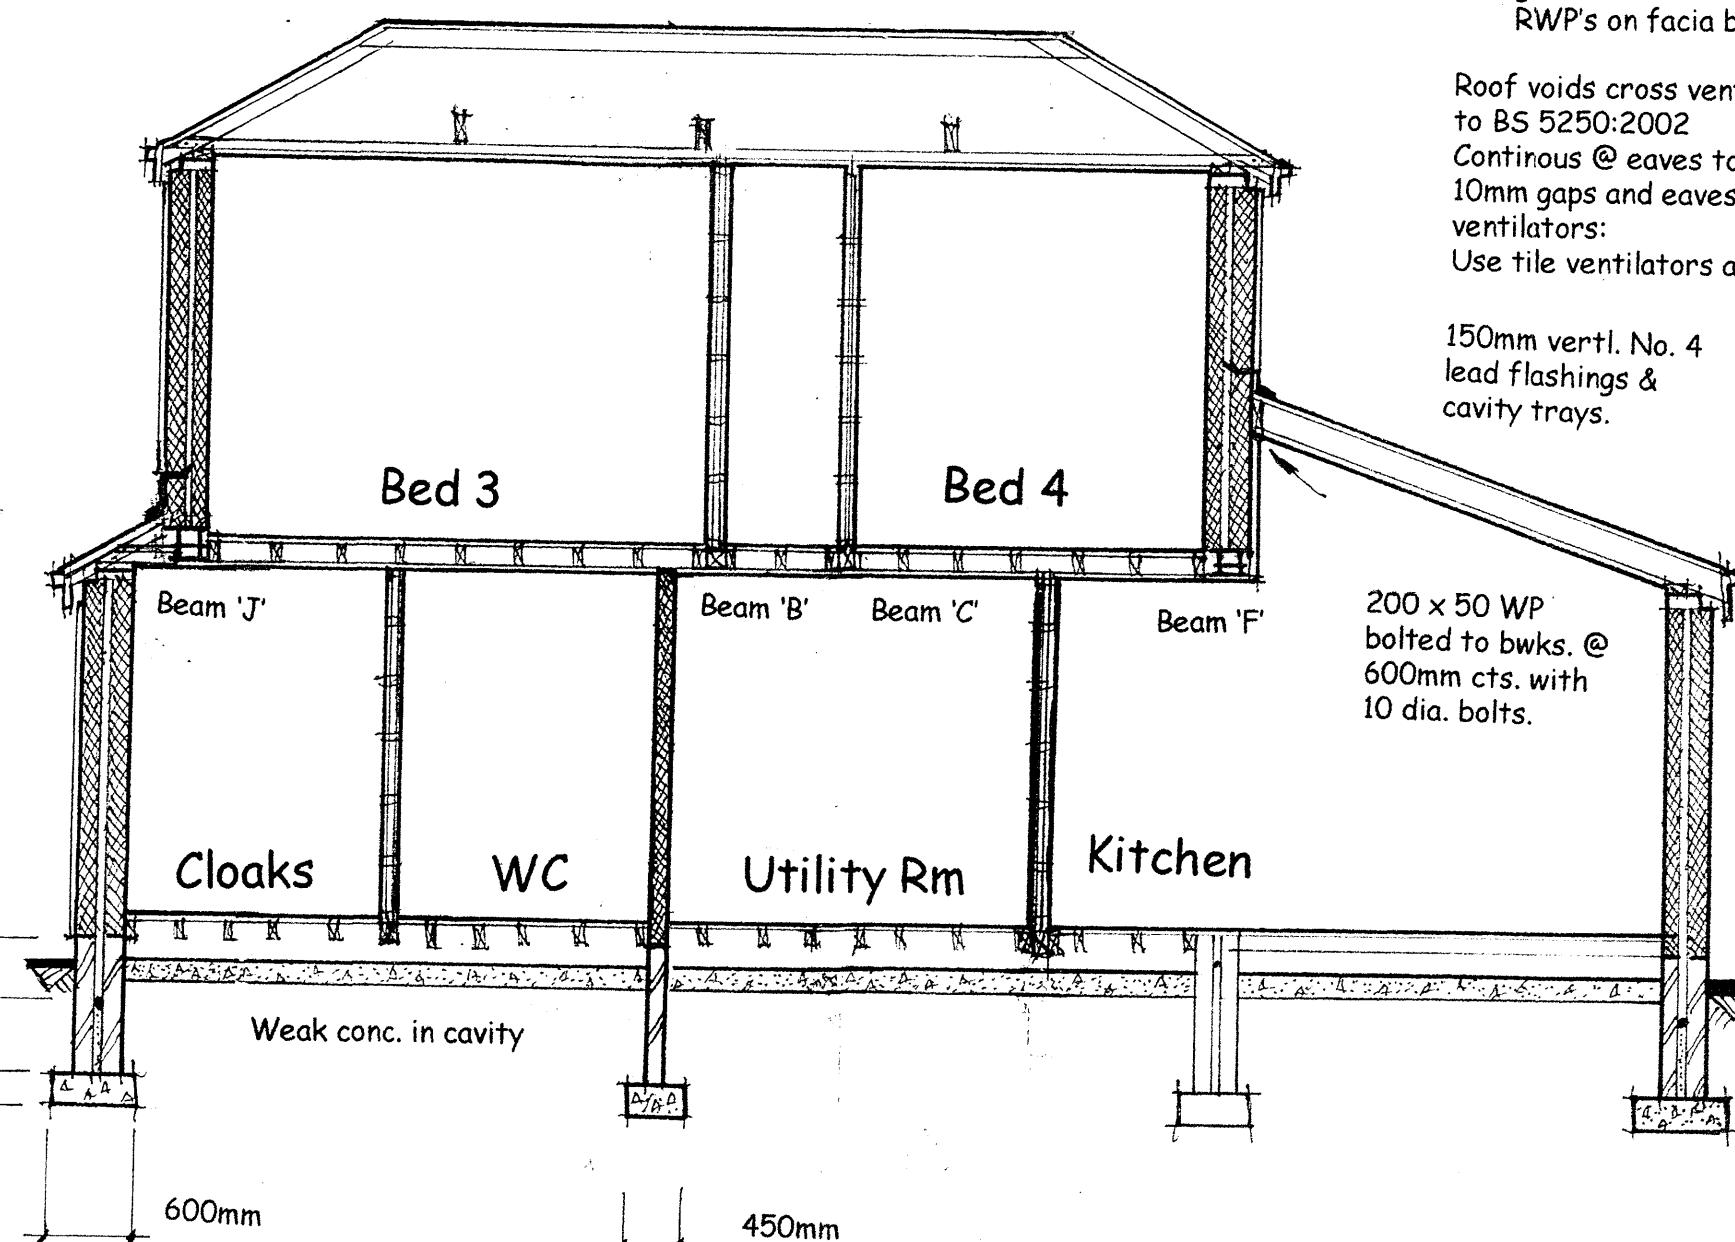 RWP's on facia b
Roof voids cross ven
to BS 5250:2002
Continous @ eaves to
10mm gaps and eaves
ventilators:
Use tile ventilators a
150mm vertl. No. 4
lead flashings &
cavity trays.
Bed 3
Bed 4
Beam 'J'
Beam 'B'
Beam 'C'
Beam 'F'
200 x 50 WP
bolted to bwks. @
600mm cts. with
10 dia. bolts.
Cloaks
WC
Utility Rm
Kitchen
Weak conc. in cavity
600mm
450mm